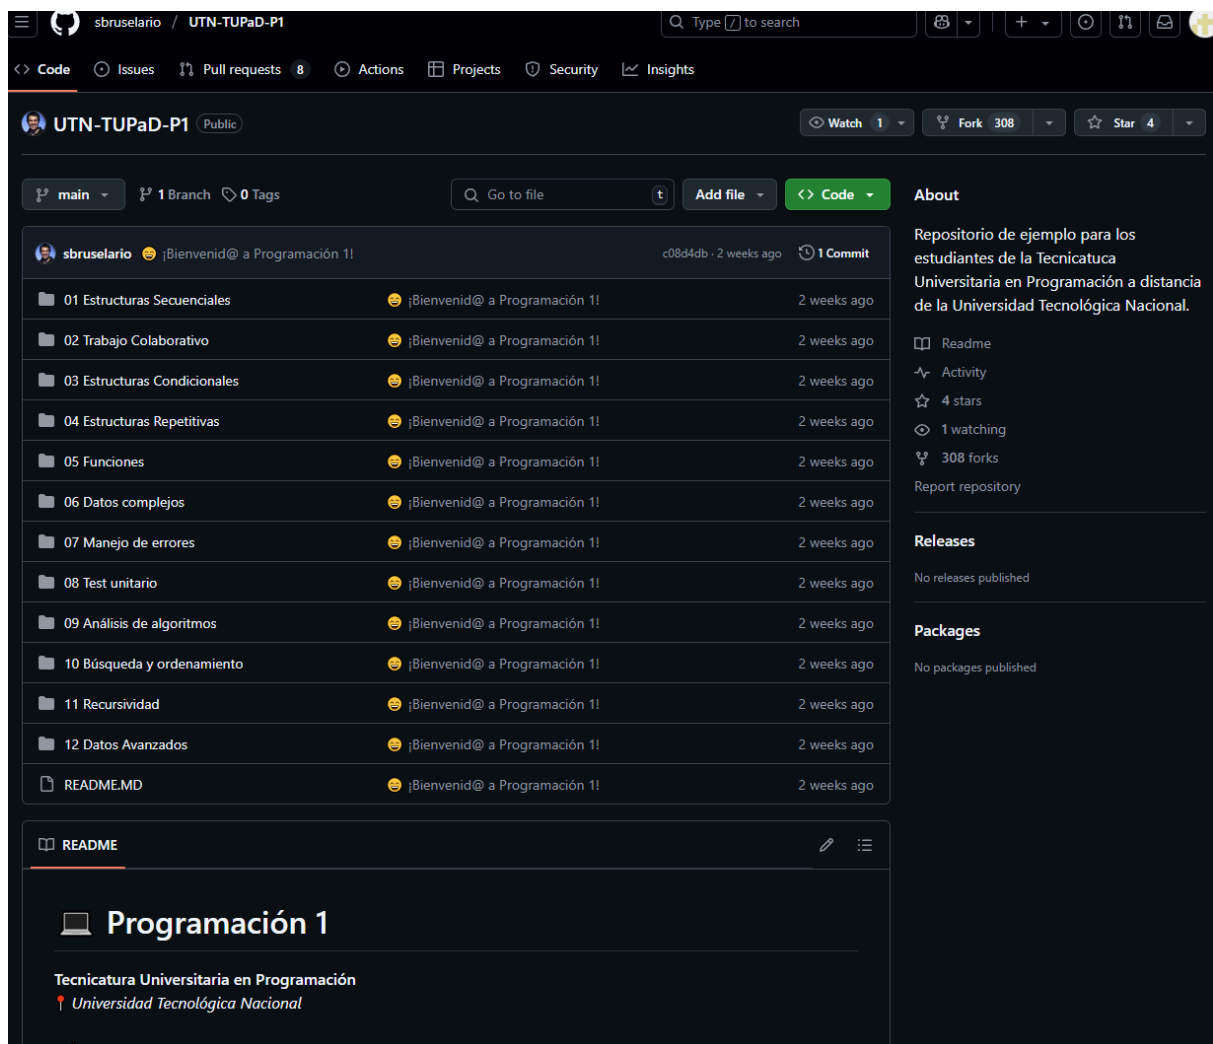 sbruselario / UTN-TUPaD-P1
Type / to search
<> Code Issues Pull requests 8 Actions Projects Security Insights
UTN-TUPaD-P1 Public
Watch 1 Fork 308 Star 4
main 1 Branch 0 Tags
Go to file t Add file <> Code
sbruselario 😄 ¡Bienvenid@ a Programación 1! c08d4db · 2 weeks ago 1 Commit
01 Estructuras Secuenciales 😄 ¡Bienvenid@ a Programación 1! 2 weeks ago
02 Trabajo Colaborativo 😄 ¡Bienvenid@ a Programación 1! 2 weeks ago
03 Estructuras Condicionales 😄 ¡Bienvenid@ a Programación 1! 2 weeks ago
04 Estructuras Repetitivas 😄 ¡Bienvenid@ a Programación 1! 2 weeks ago
05 Funciones 😄 ¡Bienvenid@ a Programación 1! 2 weeks ago
06 Datos complejos 😄 ¡Bienvenid@ a Programación 1! 2 weeks ago
07 Manejo de errores 😄 ¡Bienvenid@ a Programación 1! 2 weeks ago
08 Test unitario 😄 ¡Bienvenid@ a Programación 1! 2 weeks ago
09 Análisis de algoritmos 😄 ¡Bienvenid@ a Programación 1! 2 weeks ago
10 Búsqueda y ordenamiento 😄 ¡Bienvenid@ a Programación 1! 2 weeks ago
11 Recursividad 😄 ¡Bienvenid@ a Programación 1! 2 weeks ago
12 Datos Avanzados 😄 ¡Bienvenid@ a Programación 1! 2 weeks ago
README.MD 😄 ¡Bienvenid@ a Programación 1! 2 weeks ago
README
💻 Programación 1
Tecnicatura Universitaria en Programación
📍 Universidad Tecnológica Nacional
About
Repositorio de ejemplo para los
estudiantes de la Tecnicatuca
Universitaria en Programación a distancia
de la Universidad Tecnológica Nacional.
Readme
Activity
4 stars
1 watching
308 forks
Report repository
Releases
No releases published
Packages
No packages published